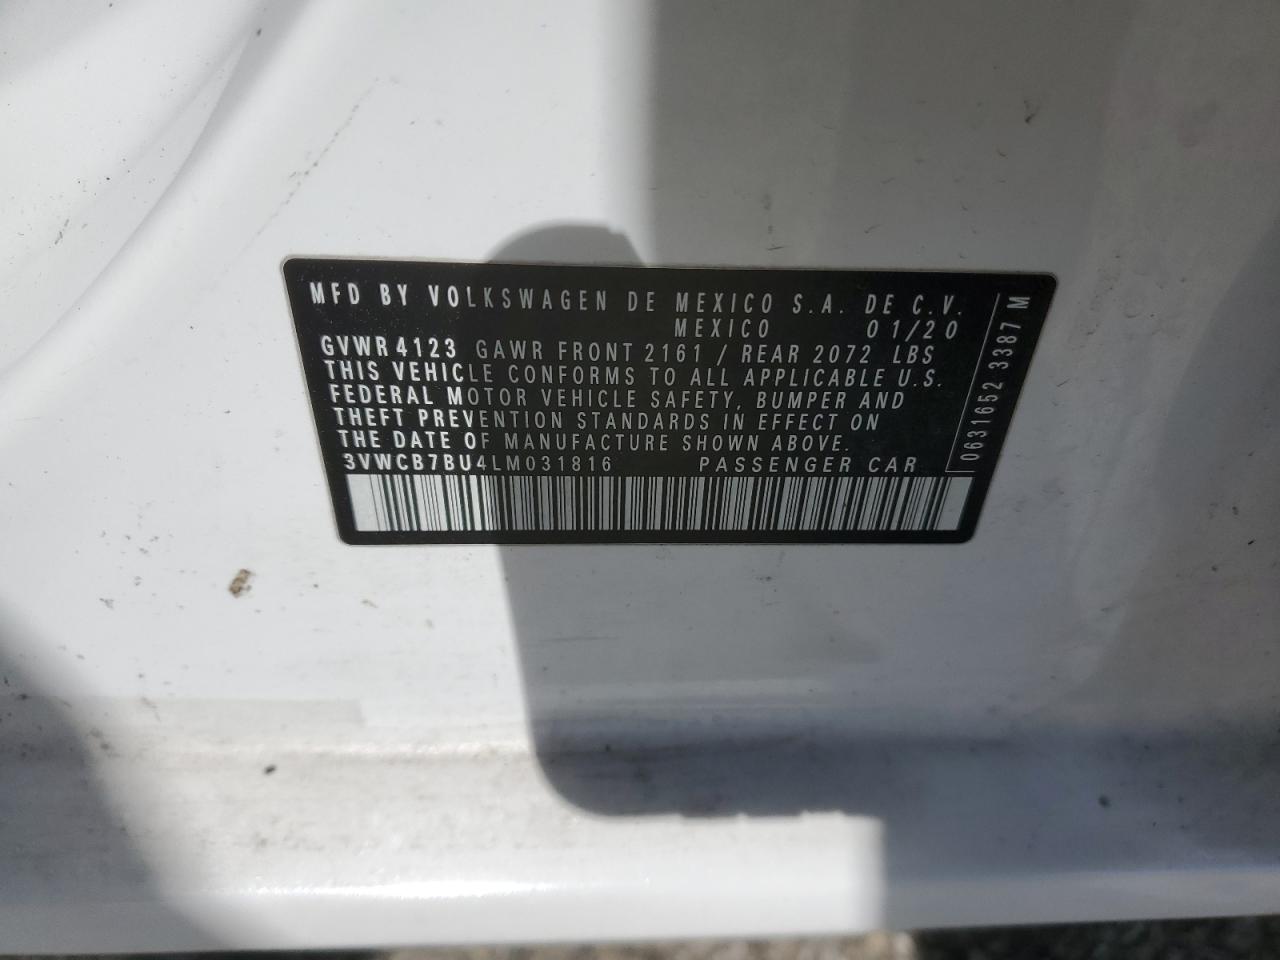 MFD BY VOLKSWAGEN DE MEXICO S.A. DE C.V.
MEXICO 01/20
GVWR 4123 GAWR FRONT 2161 / REAR 2072 LBS
THIS VEHICLE CONFORMS TO ALL APPLICABLE U.S.
FEDERAL MOTOR VEHICLE SAFETY, BUMPER AND
THEFT PREVENTION STANDARDS IN EFFECT ON
THE DATE OF MANUFACTURE SHOWN ABOVE.
3VWCB7BU4LM031816 PASSENGER CAR
0631652 3387 M